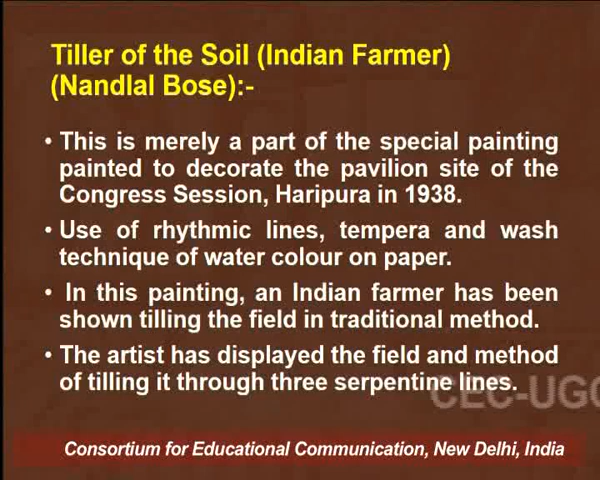 Tiller of the Soil (Indian Farmer)
(Nandlal Bose):-
• This is merely a part of the special painting
painted to decorate the pavilion site of the
Congress Session, Haripura in 1938.
• Use of rhythmic lines, tempera and wash
technique of water colour on paper.
• In this painting, an Indian farmer has been
shown tilling the field in traditional method.
• The artist has displayed the field and method
of tilling it through three serpentine lines.
CEC-UGC
Consortium for Educational Communication, New Delhi, India